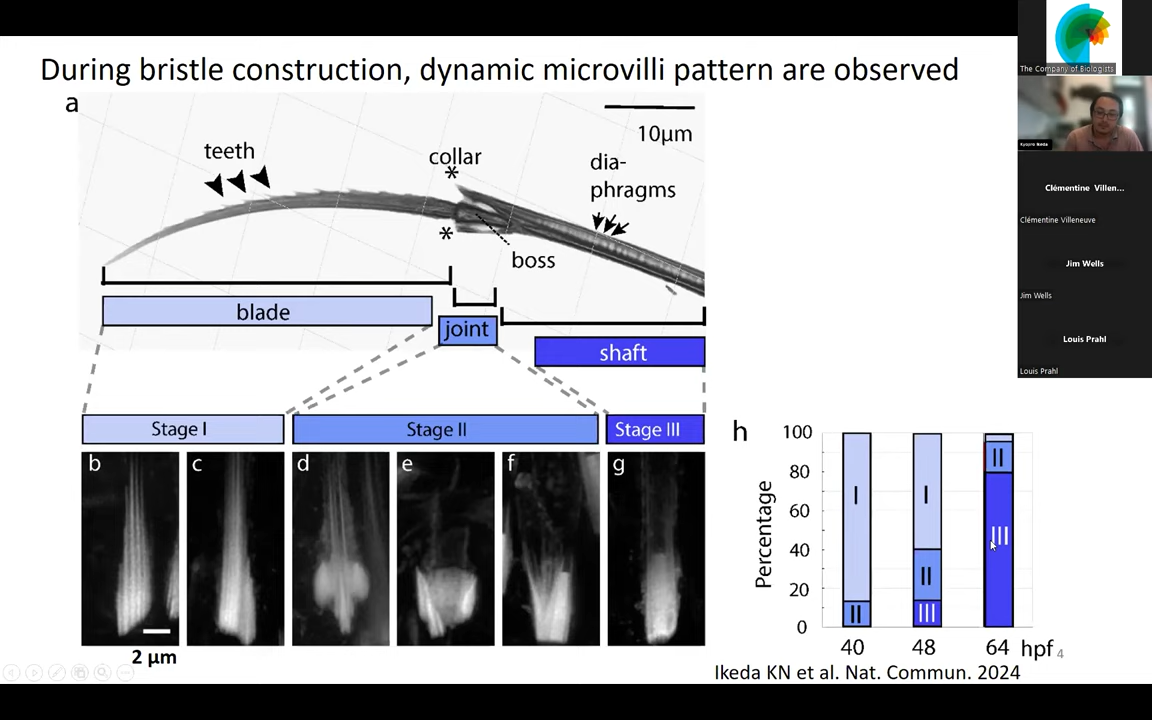 During bristle construction, dynamic microvilli pattern are observed
a
10µm
teeth
collar
*
dia-
phragms
*
boss
blade
joint
shaft
Stage I
Stage II
Stage III
b
c
d
e
f
g
2 µm
h
Percentage
100
80
60
40
20
0
I
II
I
II
III
II
III
40
48
64
hpf
4
Ikeda KN et al. Nat. Commun. 2024
The Company of Biologists
Kyojiro Ikeda
Clémentine Villen...
Clémentine Villeneuve
Jim Wells
Jim Wells
Louis Prahl
Louis Prahl